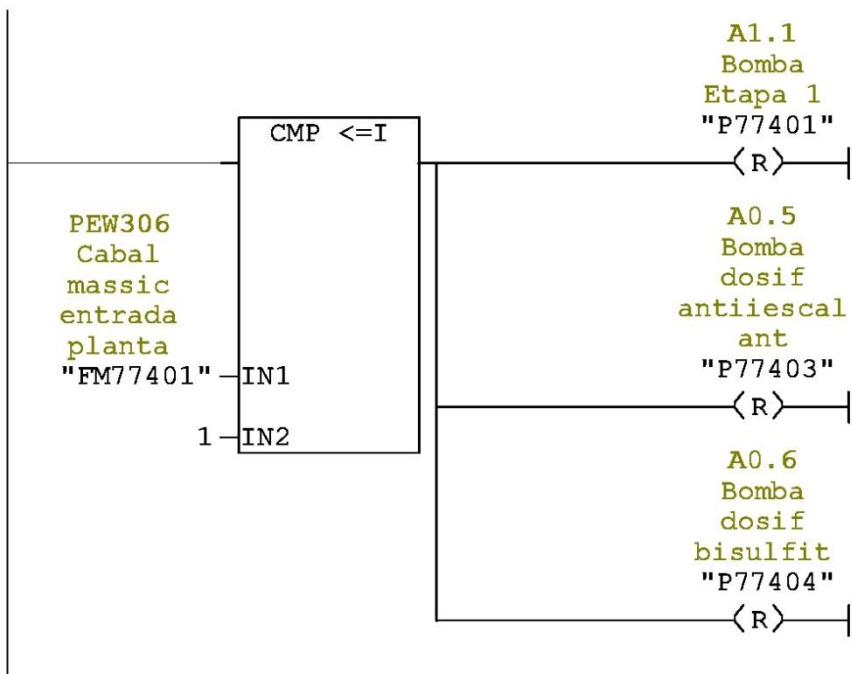 A1.1
Bomba
Etapa 1
"P77401"
CMP <=I
(R)
PEW306
Cabal
massic
entrada
planta
"FM77401"
IN1
1
IN2
A0.5
Bomba
dosif
antiiescal
ant
"P77403"
(R)
A0.6
Bomba
dosif
bisulfit
"P77404"
(R)